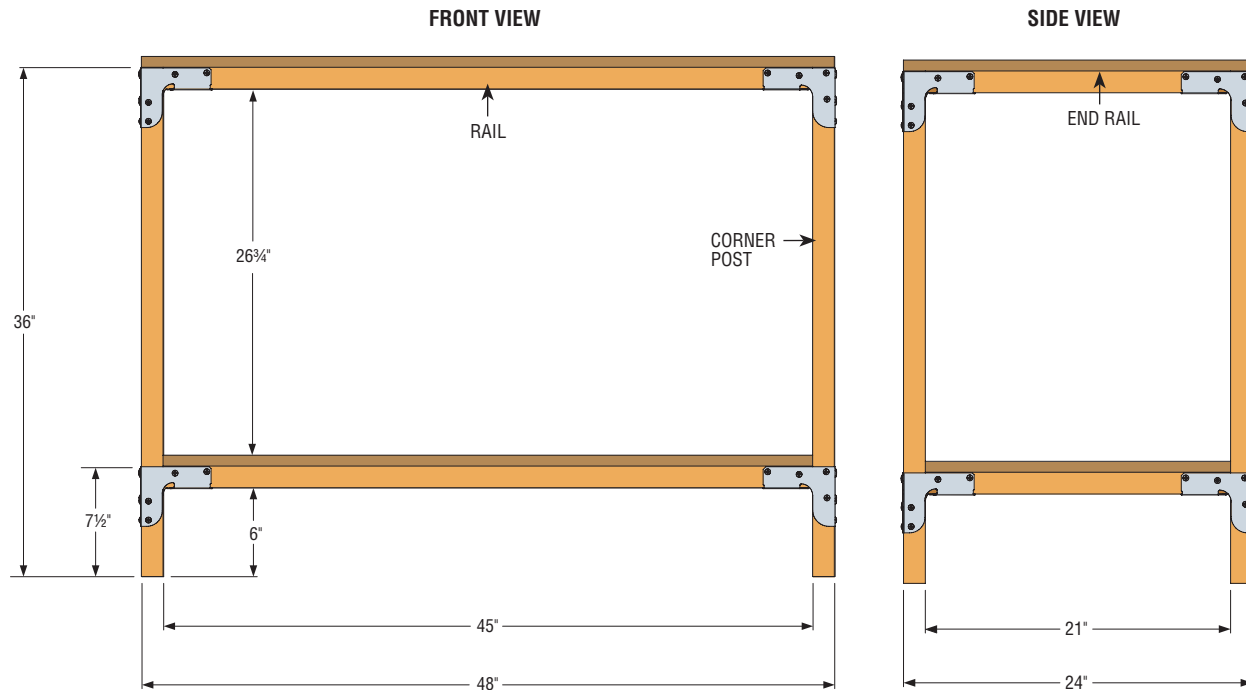 FRONT VIEW
SIDE VIEW
RAIL
END RAIL
CORNER
POST
26¾"
36"
7½"
6"
45"
21"
48"
24"